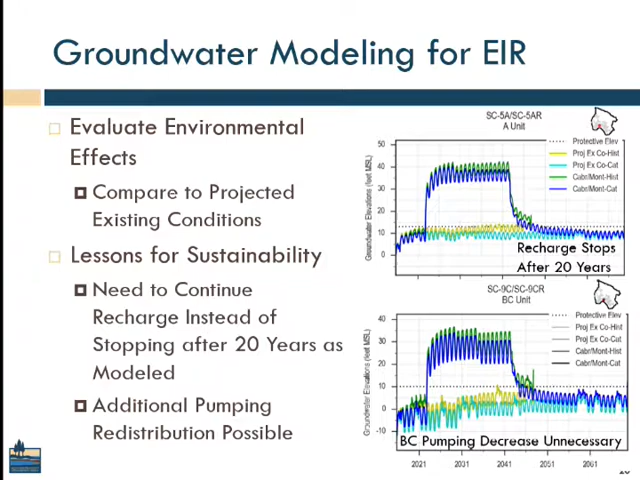 Groundwater Modeling for EIR
Evaluate Environmental
Effects
Compare to Projected
Existing Conditions
Lessons for Sustainability
Need to Continue
Recharge Instead of
Stopping after 20 Years as
Modeled
Additional Pumping
Redistribution Possible
SC-5A/SC-5AR
A Unit
Groundwater Elevations (feet MSL)
50
40
30
20
10
0
Protective Elev
Proj Ex Co-Hist
Proj Ex Co-Cat
Cabr/Mont-Hist
Cabr/Mont-Cat
Recharge Stops
After 20 Years
SC-9C/SC-9CR
BC Unit
Groundwater Elevations (feet MSL)
40
30
20
10
0
-10
Protective Elev
Proj Ex Co-Hist
Proj Ex Co-Cat
Cabr/Mont-Hist
Cabr/Mont-Cat
BC Pumping Decrease Unnecessary
2021 2031 2041 2051 2061